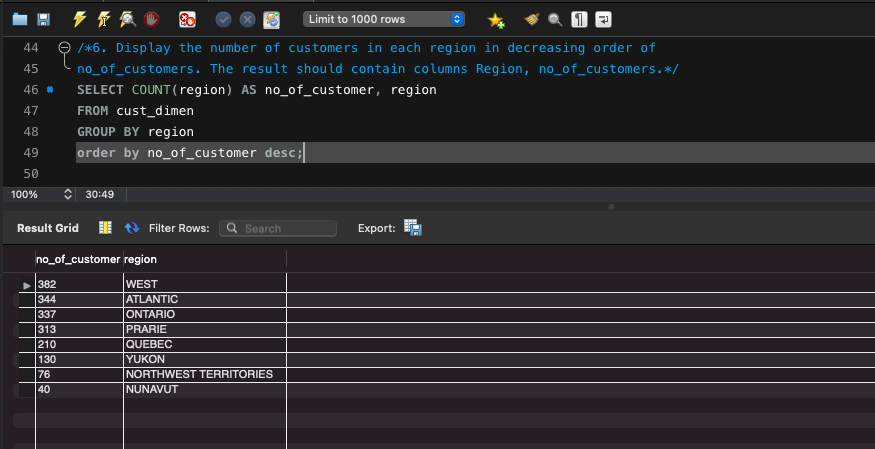 Limit to 1000 rows
44 /*6. Display the number of customers in each region in decreasing order of
45 no_of_customers. The result should contain columns Region, no_of_customers.*/
46 SELECT COUNT(region) AS no_of_customer, region
47 FROM cust_dimen
48 GROUP BY region
49 order by no_of_customer desc;
50
100% 30:49
Result Grid Filter Rows: Search Export:
no_of_customer region
382 WEST
344 ATLANTIC
337 ONTARIO
313 PRARIE
210 QUEBEC
130 YUKON
76 NORTHWEST TERRITORIES
40 NUNAVUT